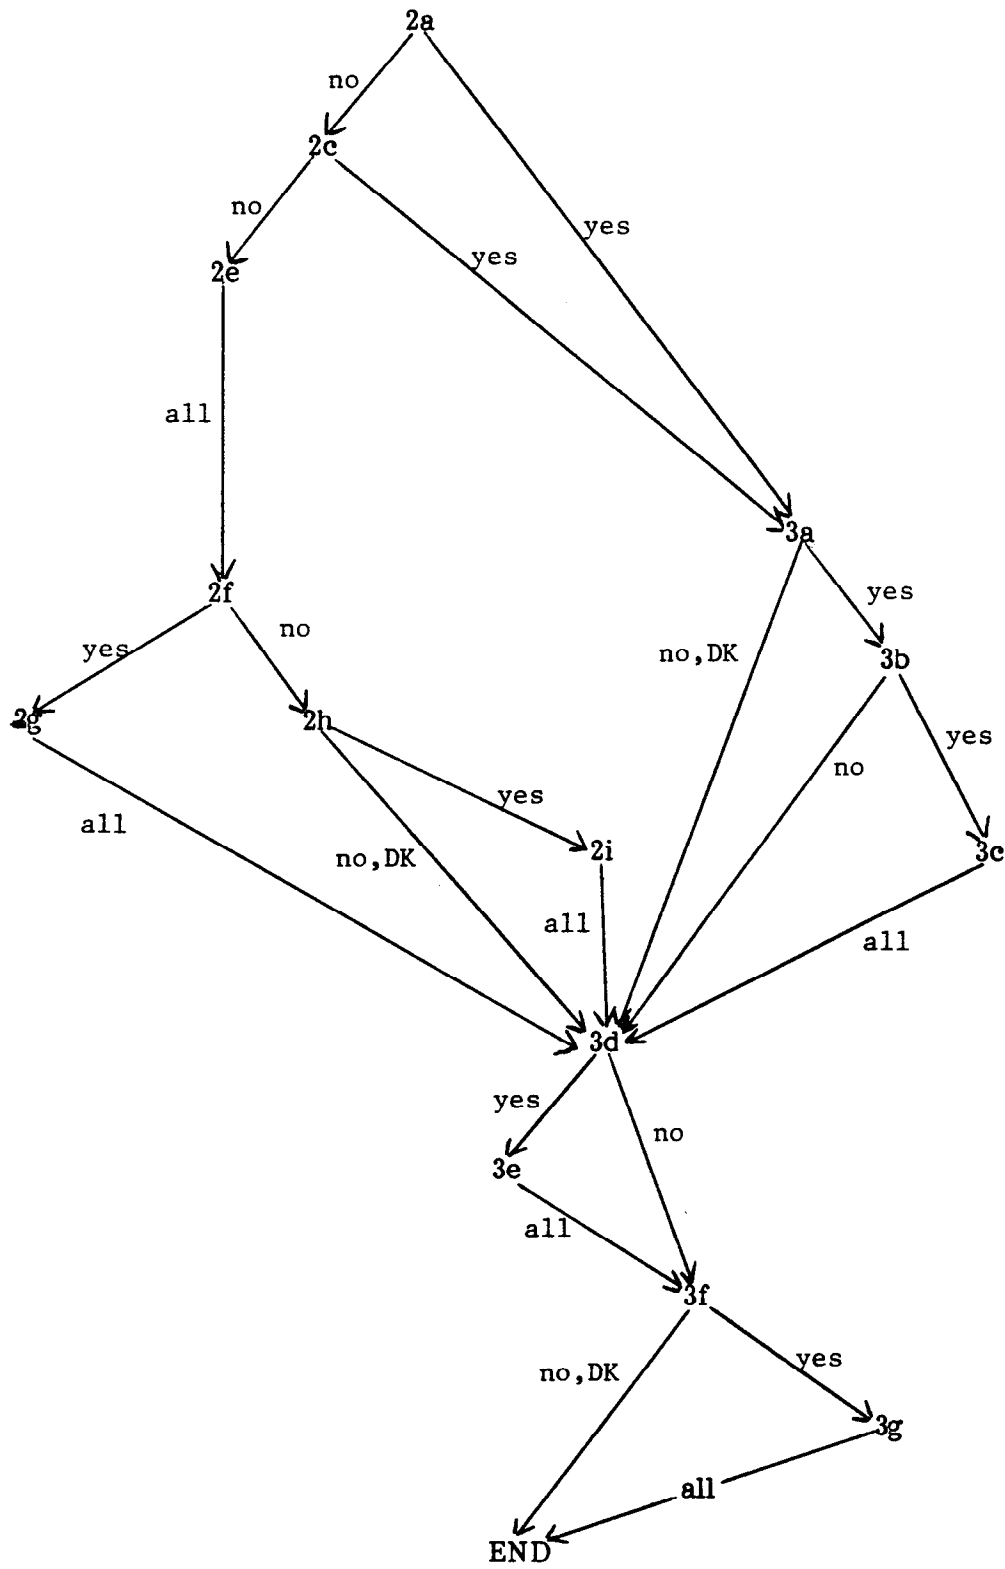 2a
no
2c
no
yes
yes
2e
all
3a
2f
yes
no
yes
no,DK
3b
2g
2h
yes
no
yes
all
no,DK
2i
3c
all
all
3d
yes
no
3e
all
3f
no,DK
yes
3g
all
END